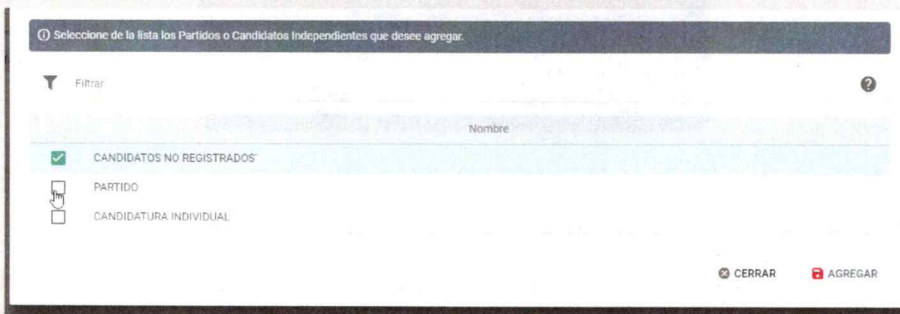 Seleccione de la lista los Partidos o Candidatos Independientes que desee agregar.
Filtrar
Nombre
CANDIDATOS NO REGISTRADOS
PARTIDO
CANDIDATURA INDIVIDUAL
CERRAR AGREGAR